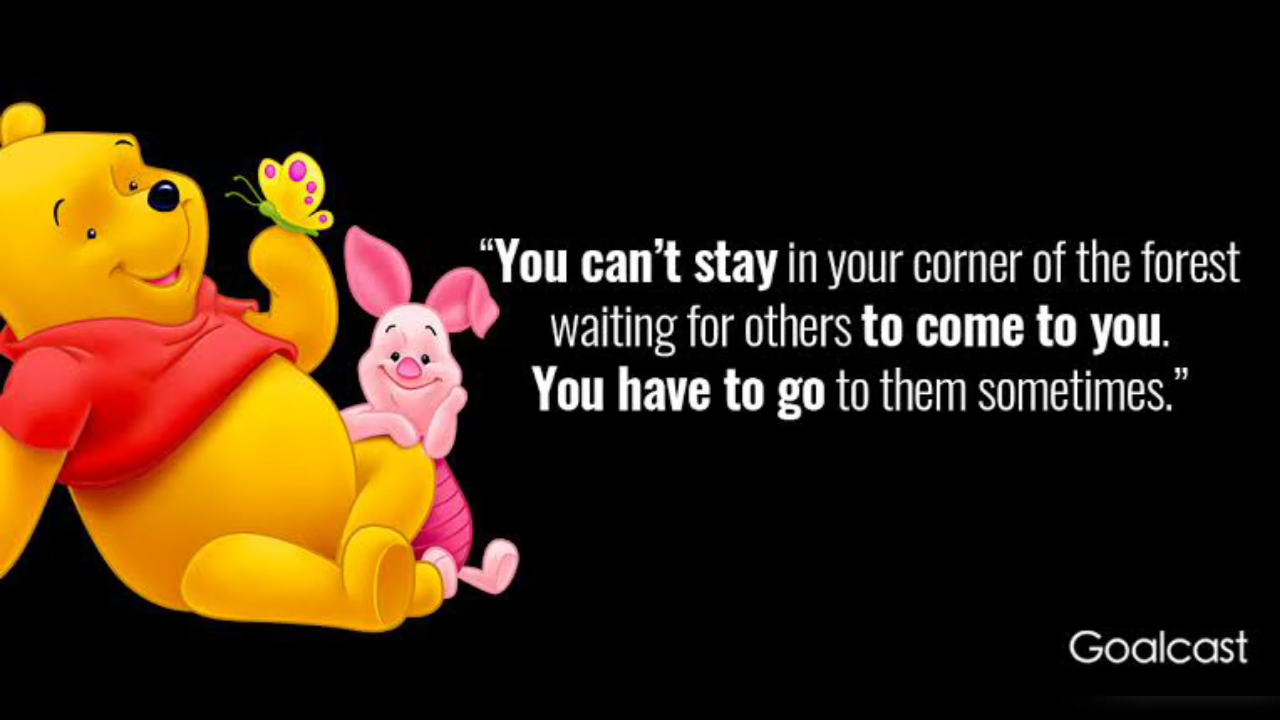 “You can’t stay in your corner of the forest
waiting for others to come to you.
You have to go to them sometimes.”
Goalcast